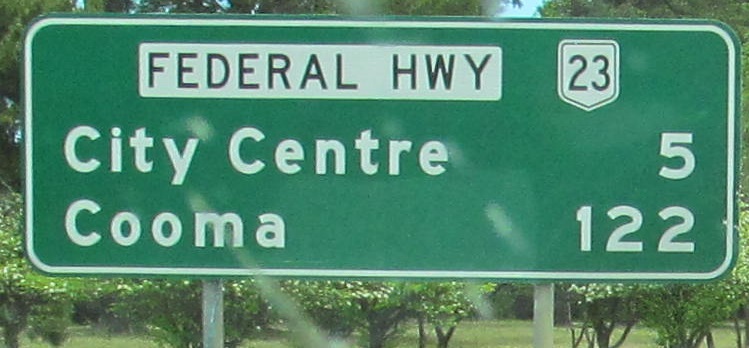 FEDERAL HWY 23
City Centre 5
Cooma 122